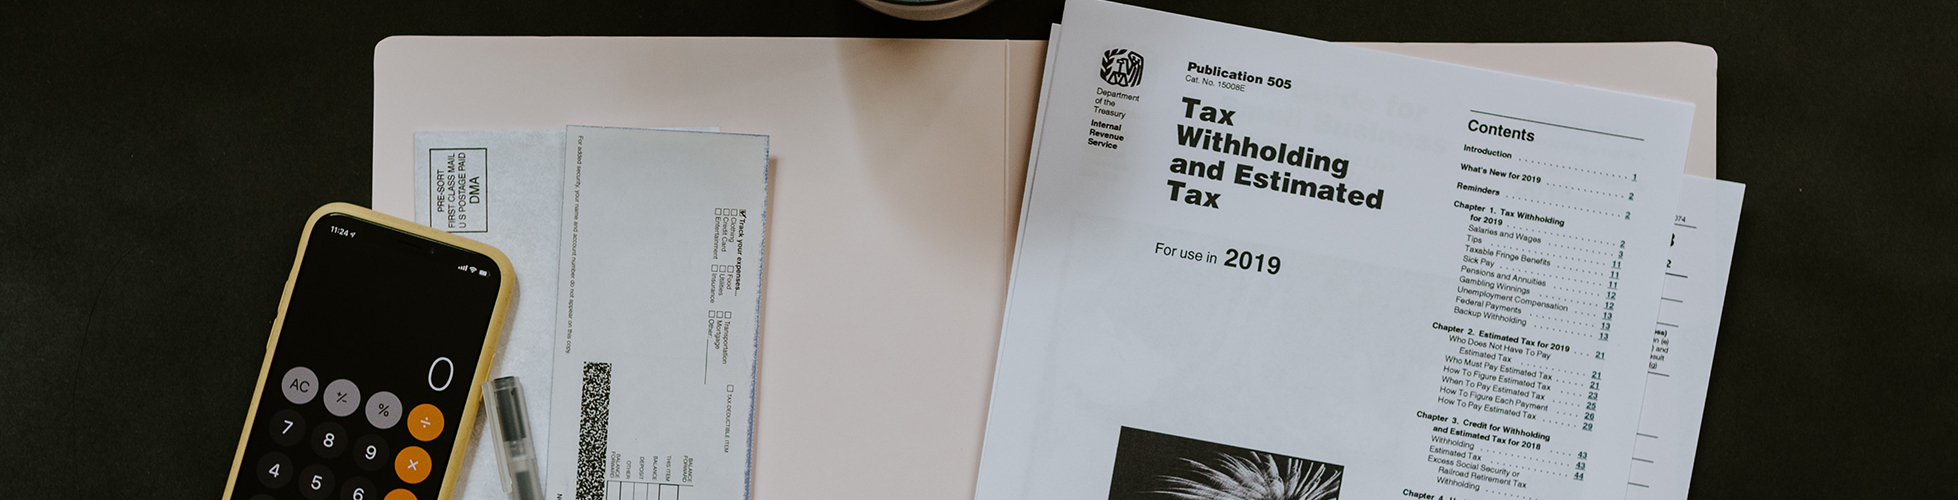 11:24
0
AC
+/-
%
÷
7
8
9
×
4
5
6
PRE-SORT
FIRST CLASS MAIL
U S POSTAGE PAID
DMA
For added security, your name and account number do not appear on this copy.
Track your expenses...
Clothing
Food
Transportation
Credit Card
Utilities
Mortgage
Entertainment
Insurance
Other
TAX-DEDUCTIBLE ITEM
BALANCE
FORWARD
THIS ITEM
BALANCE
DEPOSIT
OTHER
BALANCE
FORWARD
Department
of the
Treasury
Internal
Revenue
Service
Publication 505
Cat. No. 15008E
Tax
Withholding
and Estimated
Tax
For use in 2019
Contents
Introduction . . . . . . . . . . . . . 1
What's New for 2019 . . . . . . . . . 2
Reminders . . . . . . . . . . . . . . 2
Chapter 1. Tax Withholding
for 2019 . . . . . . . . . . . . . . 2
Salaries and Wages . . . . . . . . . 3
Tips . . . . . . . . . . . . . . . . 11
Taxable Fringe Benefits . . . . . . . 11
Sick Pay . . . . . . . . . . . . . . 11
Pensions and Annuities . . . . . . . 12
Gambling Winnings . . . . . . . . . 12
Unemployment Compensation . . . . . 13
Federal Payments . . . . . . . . . . 13
Backup Withholding . . . . . . . . . 13
Chapter 2. Estimated Tax for 2019 . . . 21
Who Does Not Have To Pay
Estimated Tax . . . . . . . . . . . 21
Who Must Pay Estimated Tax . . . . . 21
How To Figure Estimated Tax . . . . . 23
When To Pay Estimated Tax . . . . . 25
How To Figure Each Payment . . . . . 26
How To Pay Estimated Tax . . . . . . 29
Chapter 3. Credit for Withholding
and Estimated Tax for 2018
Withholding . . . . . . . . . . . . . 43
Estimated Tax . . . . . . . . . . . . 43
Excess Social Security or
Railroad Retirement Tax
Withholding . . . . . . . . . . . . . 44
074